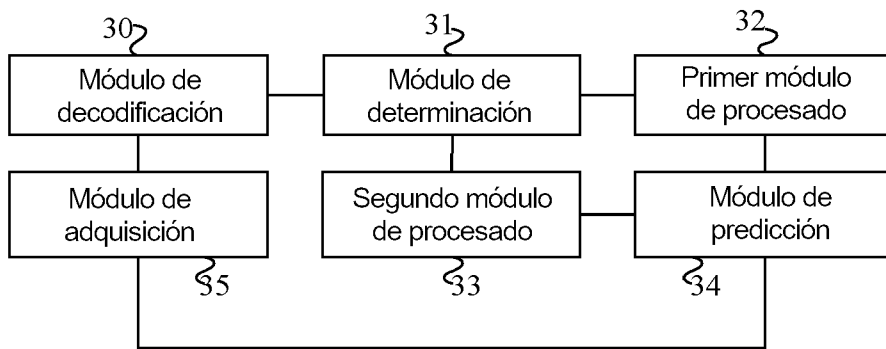 30
31
32
Módulo de
decodificación
Módulo de
determinación
Primer módulo
de procesado
Módulo de
adquisición
Segundo módulo
de procesado
Módulo de
predicción
35
33
34